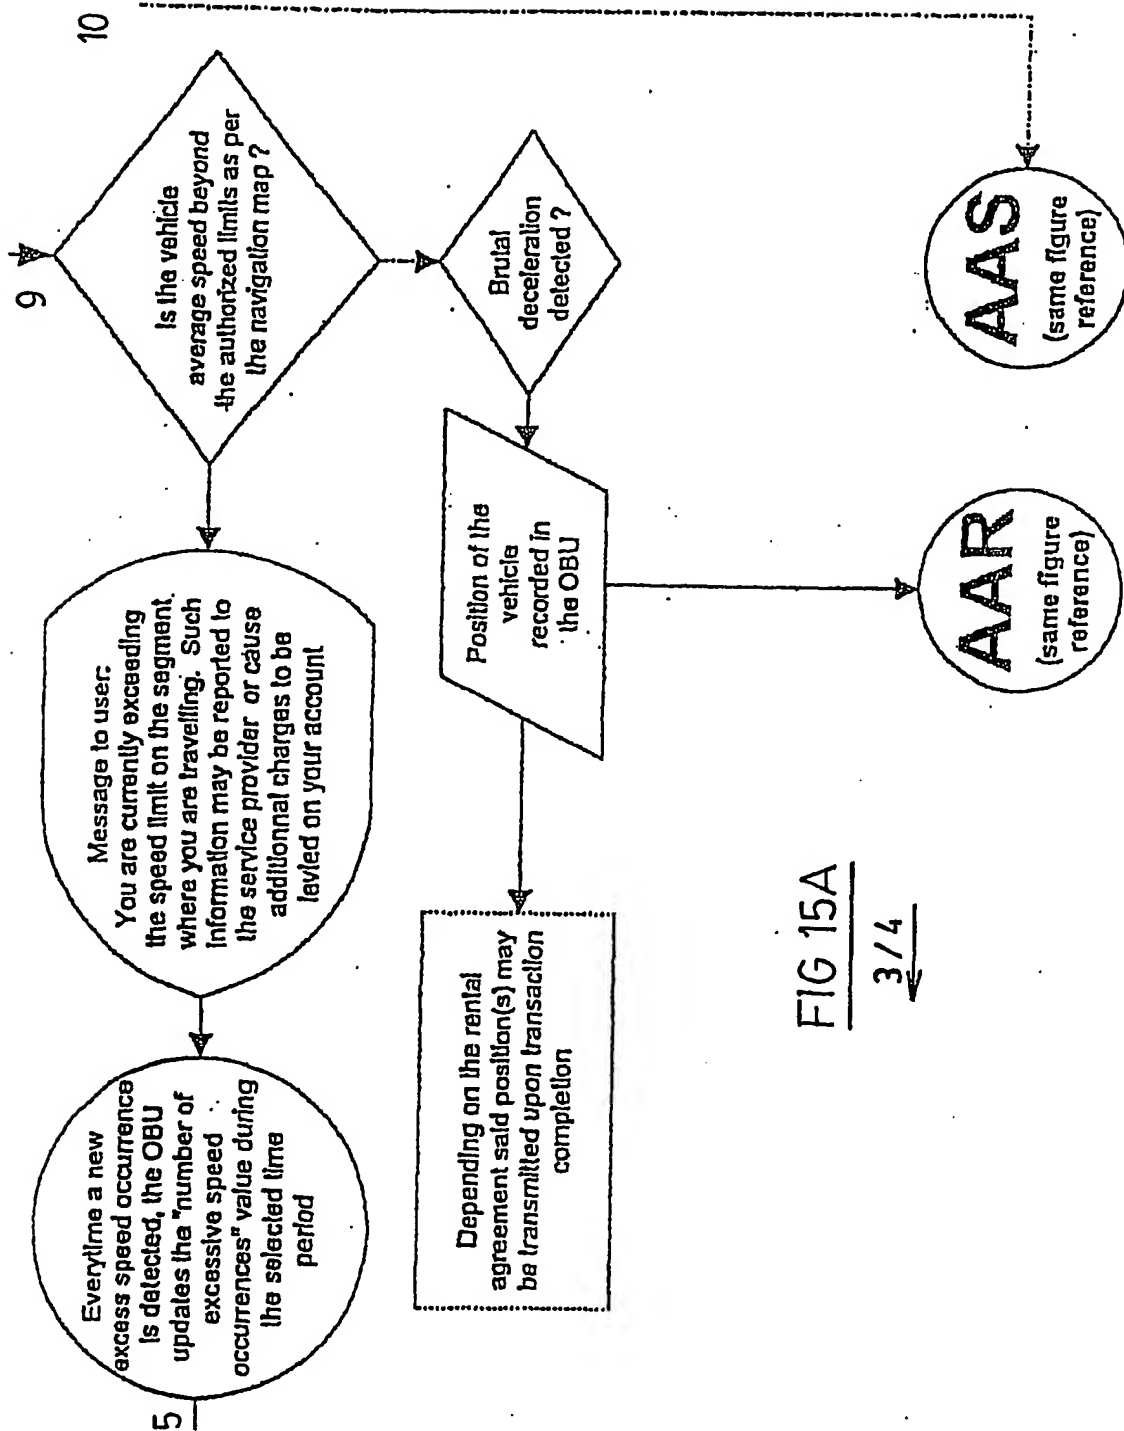 9
10
Is the vehicle
average speed beyond
the authorized limits as per
the navigation map ?
Message to user:
You are currently exceeding
the speed limit on the segment
where you are travelling. Such
information may be reported to
the service provider or cause
additionnal charges to be
levied on your account
Everytime a new
excess speed occurrence
is detected, the OBU
updates the "number of
excessive speed
occurrences" value during
the selected time
period
5
Brutal
deceleration
detected ?
Position of the
vehicle
recorded in
the OBU
Depending on the rental
agreement said position(s) may
be transmitted upon transaction
completion
AAS
(same figure
reference)
AAR
(same figure
reference)
FIG 15A
3/4